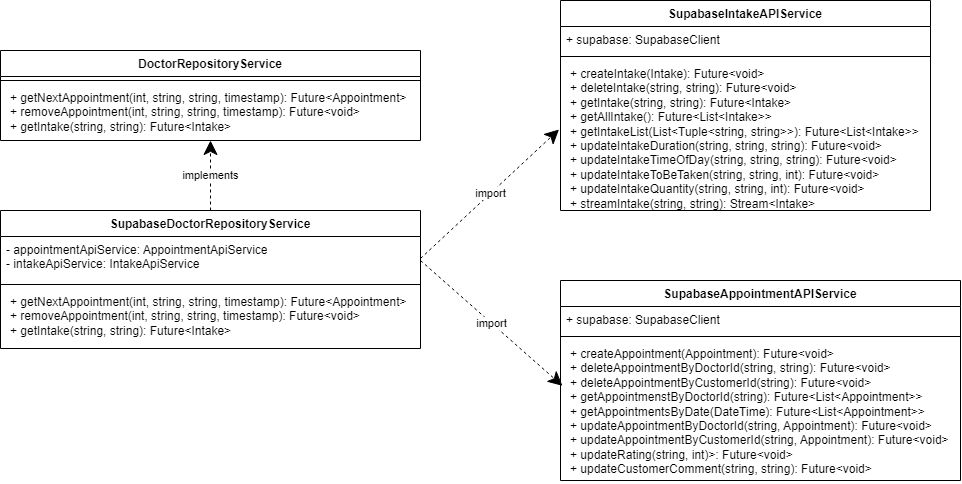 DoctorRepositoryService
+ getNextAppointment(int, string, string, timestamp): Future<Appointment>
+ removeAppointment(int, string, string, timestamp): Future<void>
+ getIntake(string, string): Future<Intake>
implements
SupabaseDoctorRepositoryService
- appointmentApiService: AppointmentApiService
- intakeApiService: IntakeApiService
+ getNextAppointment(int, string, string, timestamp): Future<Appointment>
+ removeAppointment(int, string, string, timestamp): Future<void>
+ getIntake(string, string): Future<Intake>
import
import
SupabaseIntakeAPIService
+ supabase: SupabaseClient
+ createIntake(Intake): Future<void>
+ deleteIntake(string, string): Future<void>
+ getIntake(string, string): Future<Intake>
+ getAllIntake(): Future<List<Intake>>
+ getIntakeList(List<Tuple<string, string>>): Future<List<Intake>>
+ updateIntakeDuration(string, string, string): Future<void>
+ updateIntakeTimeOfDay(string, string, string): Future<void>
+ updateIntakeToBeTaken(string, string, int): Future<void>
+ updateIntakeQuantity(string, string, int): Future<void>
+ streamIntake(string, string): Stream<Intake>
SupabaseAppointmentAPIService
+ supabase: SupabaseClient
+ createAppointment(Appointment): Future<void>
+ deleteAppointmentByDoctorId(string, string): Future<void>
+ deleteAppointmentByCustomerId(string): Future<void>
+ getAppointmenstByDoctorId(string): Future<List<Appointment>>
+ getAppointmentsByDate(DateTime): Future<List<Appointment>>
+ updateAppointmentByDoctorId(string, Appointment): Future<void>
+ updateAppointmentByCustomerId(string, Appointment): Future<void>
+ updateRating(string, int)>: Future<void>
+ updateCustomerComment(string, string): Future<void>